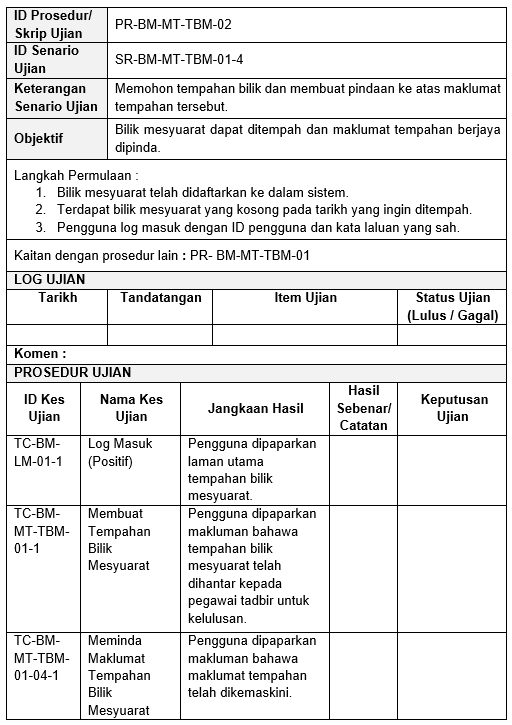 ID Prosedur/
Skrip Ujian
PR-BM-MT-TBM-02
ID Senario
Ujian
SR-BM-MT-TBM-01-4
Keterangan
Senario Ujian
Memohon tempahan bilik dan membuat pindaan ke atas maklumat
tempahan tersebut.
Objektif
Bilik mesyuarat dapat ditempah dan maklumat tempahan berjaya
dipinda.
Langkah Permulaan :
1. Bilik mesyuarat telah didaftarkan ke dalam sistem.
2. Terdapat bilik mesyuarat yang kosong pada tarikh yang ingin ditempah.
3. Pengguna log masuk dengan ID pengguna dan kata laluan yang sah.
Kaitan dengan prosedur lain : PR- BM-MT-TBM-01
LOG UJIAN
Tarikh
Tandatangan
Item Ujian
Status Ujian
(Lulus / Gagal)
Komen :
PROSEDUR UJIAN
ID Kes
Ujian
Nama Kes
Ujian
Jangkaan Hasil
Hasil
Sebenar/
Catatan
Keputusan
Ujian
TC-BM-
LM-01-1
Log Masuk
(Positif)
Pengguna dipaparkan
laman utama
tempahan bilik
mesyuarat.
TC-BM-
MT-TBM-
01-1
Membuat
Tempahan
Bilik
Mesyuarat
Pengguna dipaparkan
makluman bahawa
tempahan bilik
mesyuarat telah
dihantar kepada
pegawai tadbir untuk
kelulusan.
TC-BM-
MT-TBM-
01-04-1
Meminda
Maklumat
Tempahan
Bilik
Mesyuarat
Pengguna dipaparkan
makluman bahawa
maklumat tempahan
telah dikemaskini.